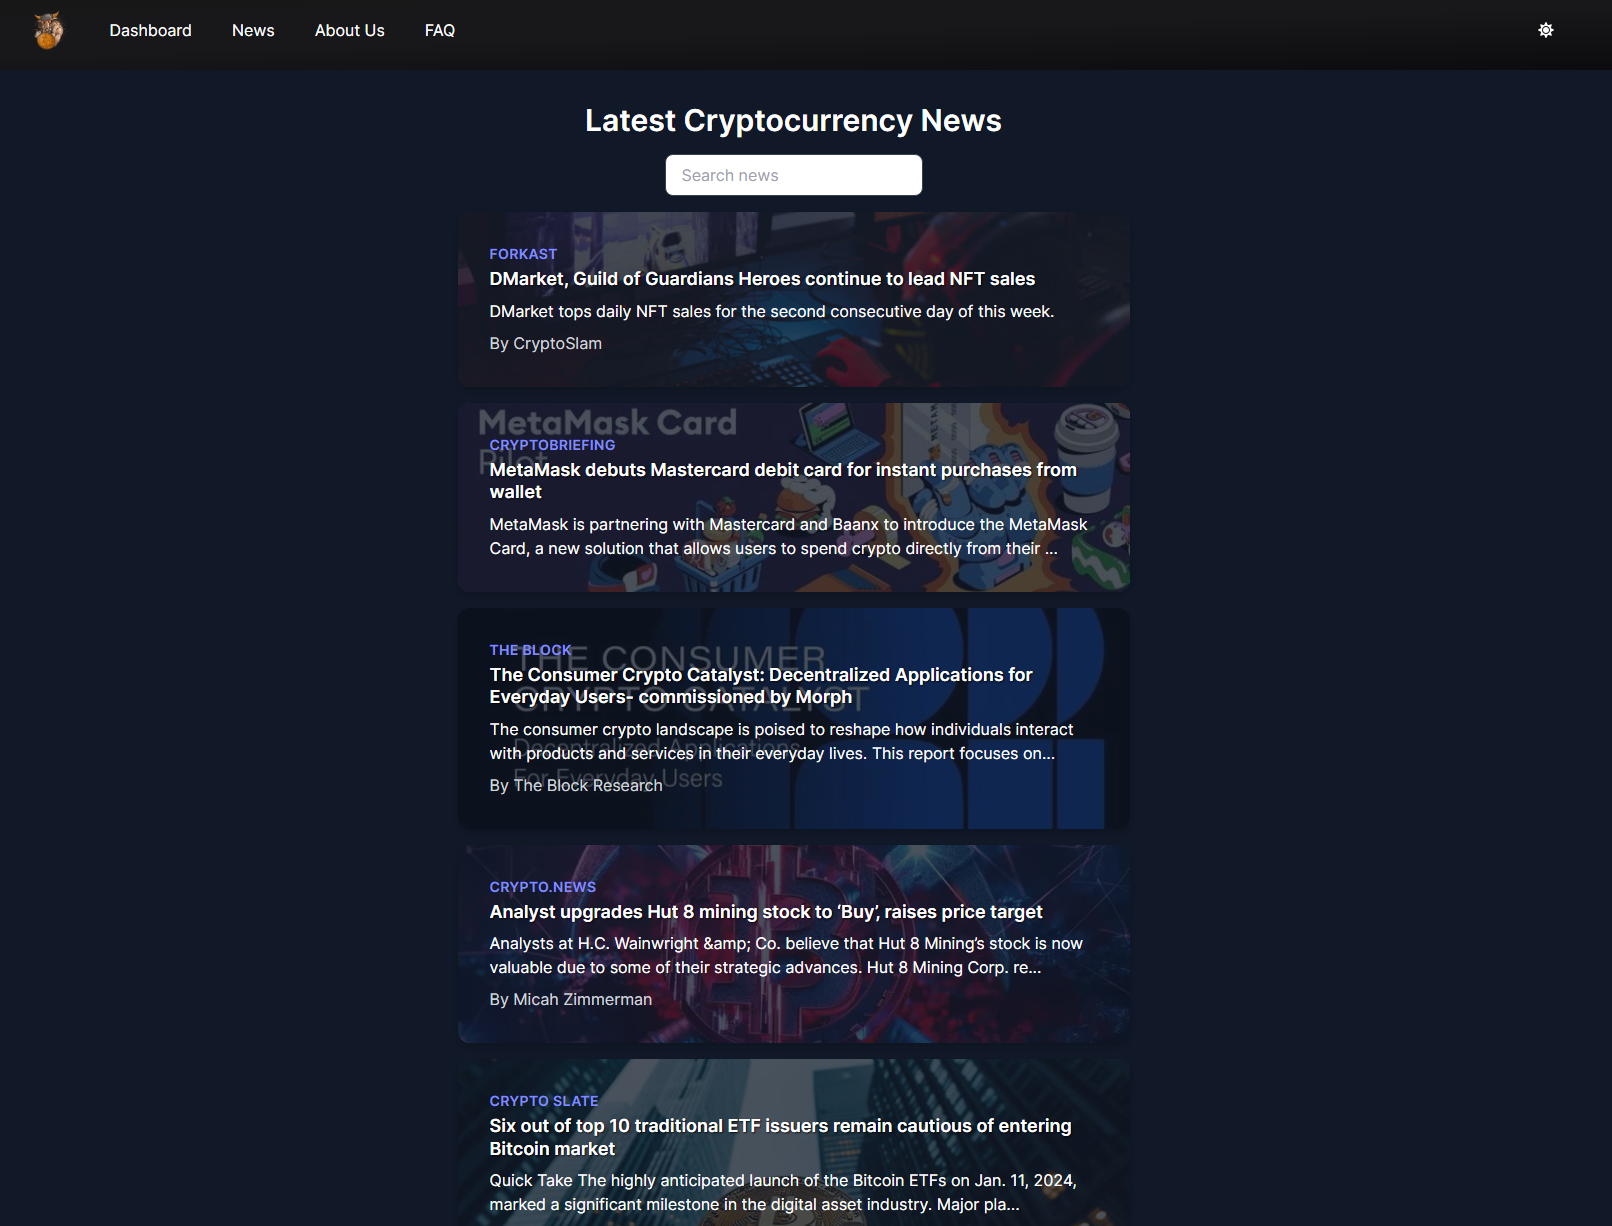 Dashboard
News
About Us
FAQ
Latest Cryptocurrency News
Search news
FORKAST
DMarket, Guild of Guardians Heroes continue to lead NFT sales
DMarket tops daily NFT sales for the second consecutive day of this week.
By CryptoSlam
MetaMask Card
Pilot
CRYPTOBRIEFING
MetaMask debuts Mastercard debit card for instant purchases from
wallet
MetaMask is partnering with Mastercard and Baanx to introduce the MetaMask
Card, a new solution that allows users to spend crypto directly from their ...
THE BLOCK
THE CONSUMER
CRYPTO CATALYST
The Consumer Crypto Catalyst: Decentralized Applications for
Everyday Users- commissioned by Morph
The consumer crypto landscape is poised to reshape how individuals interact
with products and services in their everyday lives. This report focuses on...
Decentralized Applications
For Everyday Users
By The Block Research
CRYPTO.NEWS
Analyst upgrades Hut 8 mining stock to ‘Buy’, raises price target
Analysts at H.C. Wainwright &amp; Co. believe that Hut 8 Mining’s stock is now
valuable due to some of their strategic advances. Hut 8 Mining Corp. re...
By Micah Zimmerman
CRYPTO SLATE
Six out of top 10 traditional ETF issuers remain cautious of entering
Bitcoin market
Quick Take The highly anticipated launch of the Bitcoin ETFs on Jan. 11, 2024,
marked a significant milestone in the digital asset industry. Major pla...